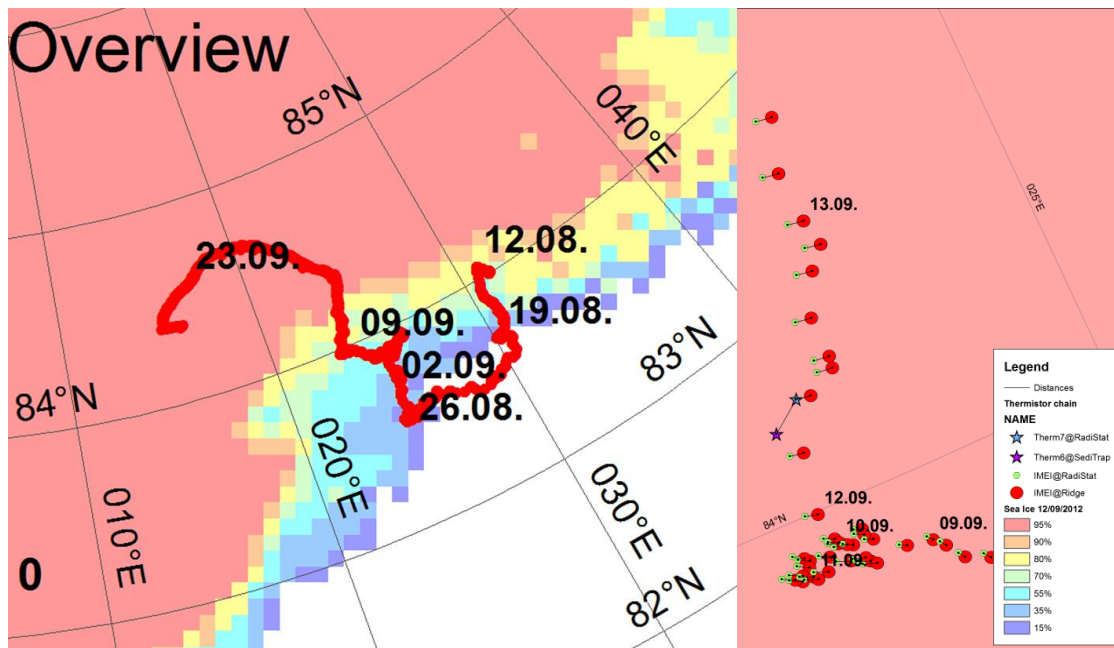 Overview
85°N
040°E
12.08.
23.09.
19.08.
09.09.
02.09.
83°N
26.08.
84°N
020°E
010°E
030°E
82°N
0
025°E
13.09.
12.09.
84°N
10.09.
09.09.
11.09.
Legend
Distances
Thermistor chain
NAME
Therm7@RadiStat
Therm6@SediTrap
IMEI@RadiStat
IMEI@Ridge
Sea Ice 12/09/2012
95%
90%
80%
70%
55%
35%
15%